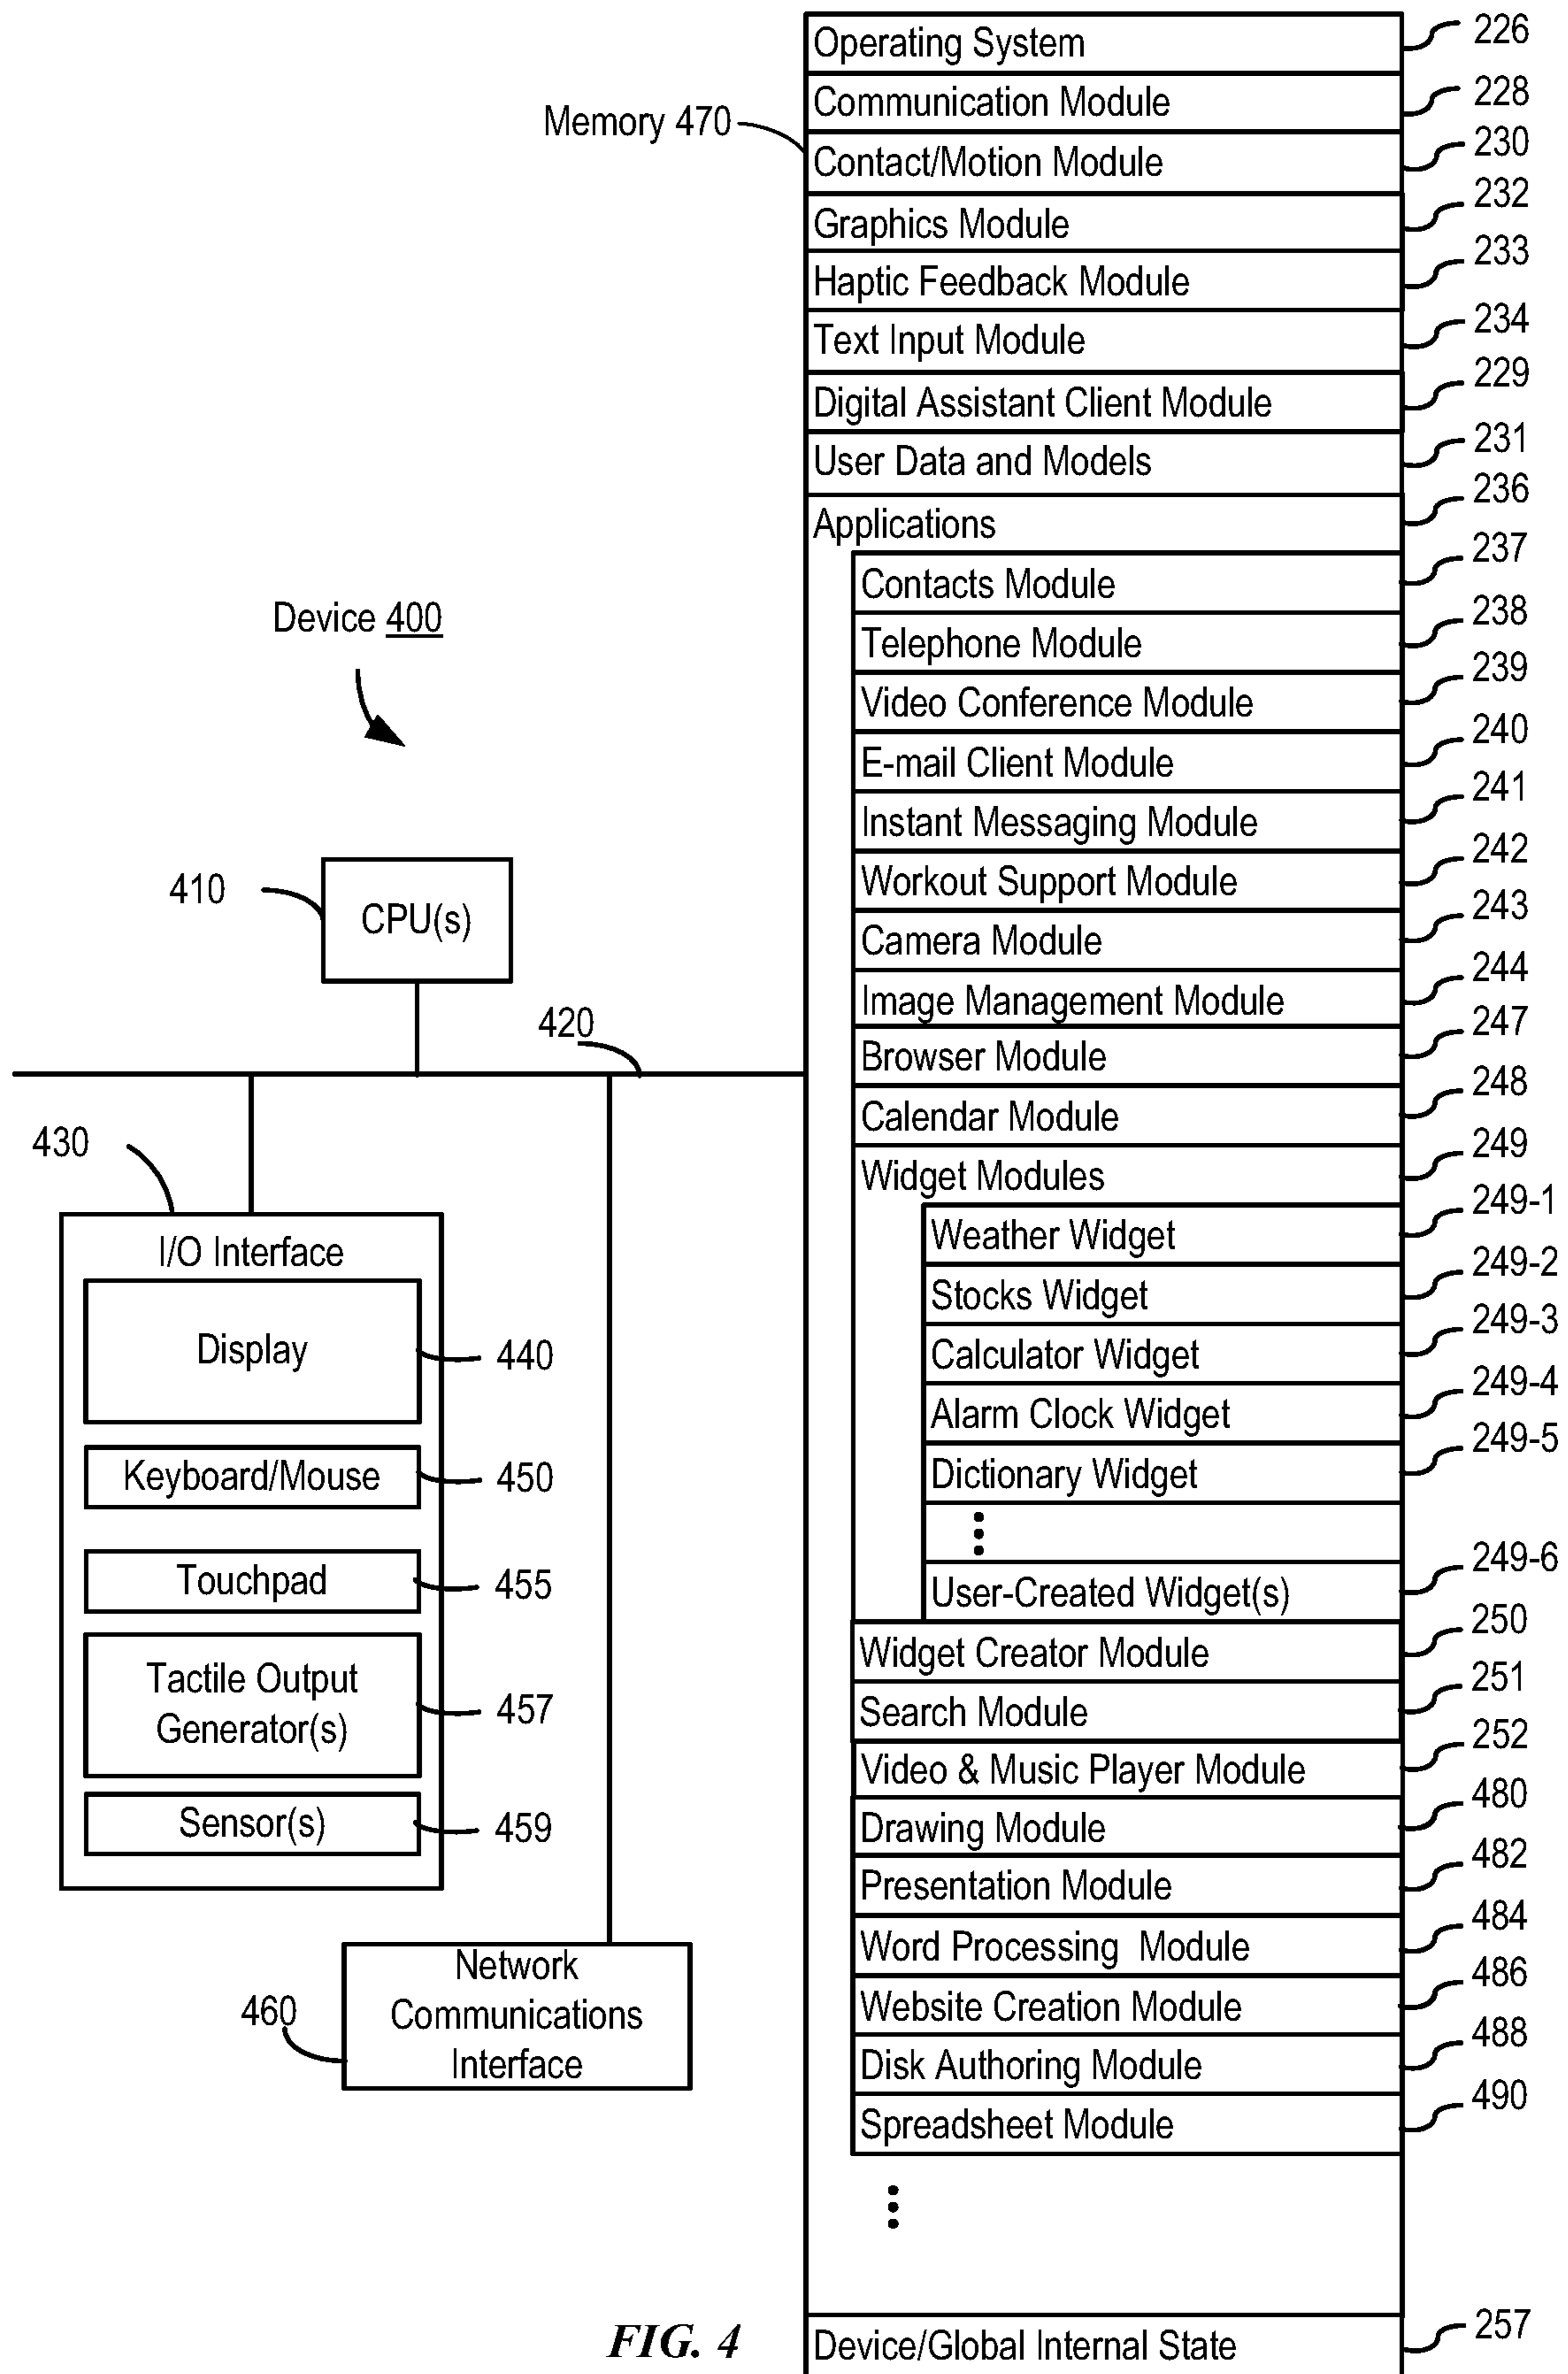 Operating System 226
Communication Module 228
Memory 470
Contact/Motion Module 230
Graphics Module 232
Haptic Feedback Module 233
Text Input Module 234
Digital Assistant Client Module 229
User Data and Models 231
Applications 236
Contacts Module 237
Telephone Module 238
Video Conference Module 239
E-mail Client Module 240
Instant Messaging Module 241
Workout Support Module 242
Camera Module 243
Image Management Module 244
Browser Module 247
Calendar Module 248
Widget Modules 249
Weather Widget 249-1
Stocks Widget 249-2
Calculator Widget 249-3
Alarm Clock Widget 249-4
Dictionary Widget 249-5
User-Created Widget(s) 249-6
Widget Creator Module 250
Search Module 251
Video & Music Player Module 252
Drawing Module 480
Presentation Module 482
Word Processing Module 484
Website Creation Module 486
Disk Authoring Module 488
Spreadsheet Module 490
Device/Global Internal State 257
Device 400
410
CPU(s)
420
430
I/O Interface
Display 440
Keyboard/Mouse 450
Touchpad 455
Tactile Output
Generator(s) 457
Sensor(s) 459
460
Network
Communications
Interface
FIG. 4